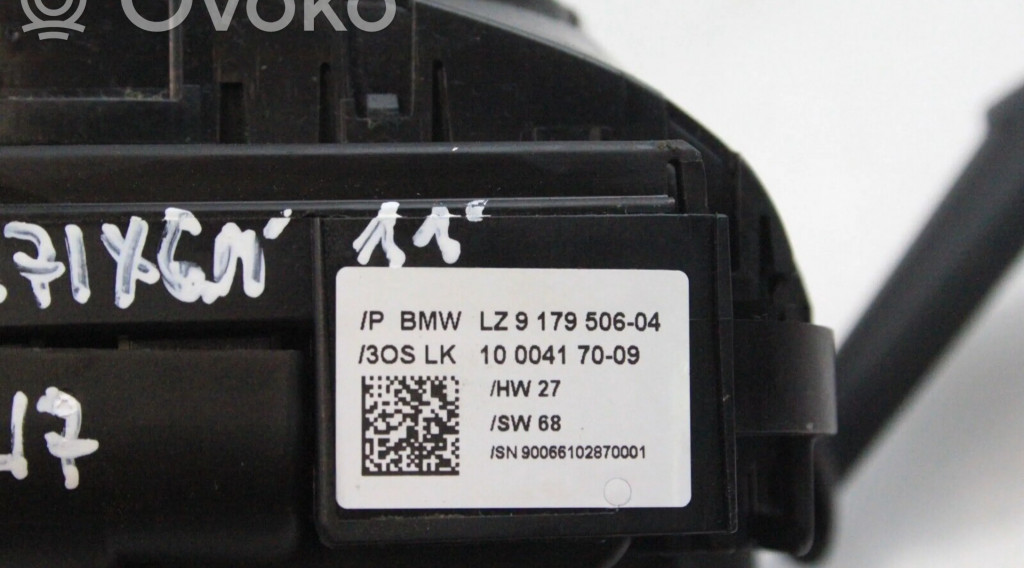 OVOKO
11"
/P BMW LZ 9 179 506-04
/3OS LK 10 0041 70-09
/HW 27
/SW 68
/SN 90066102870001